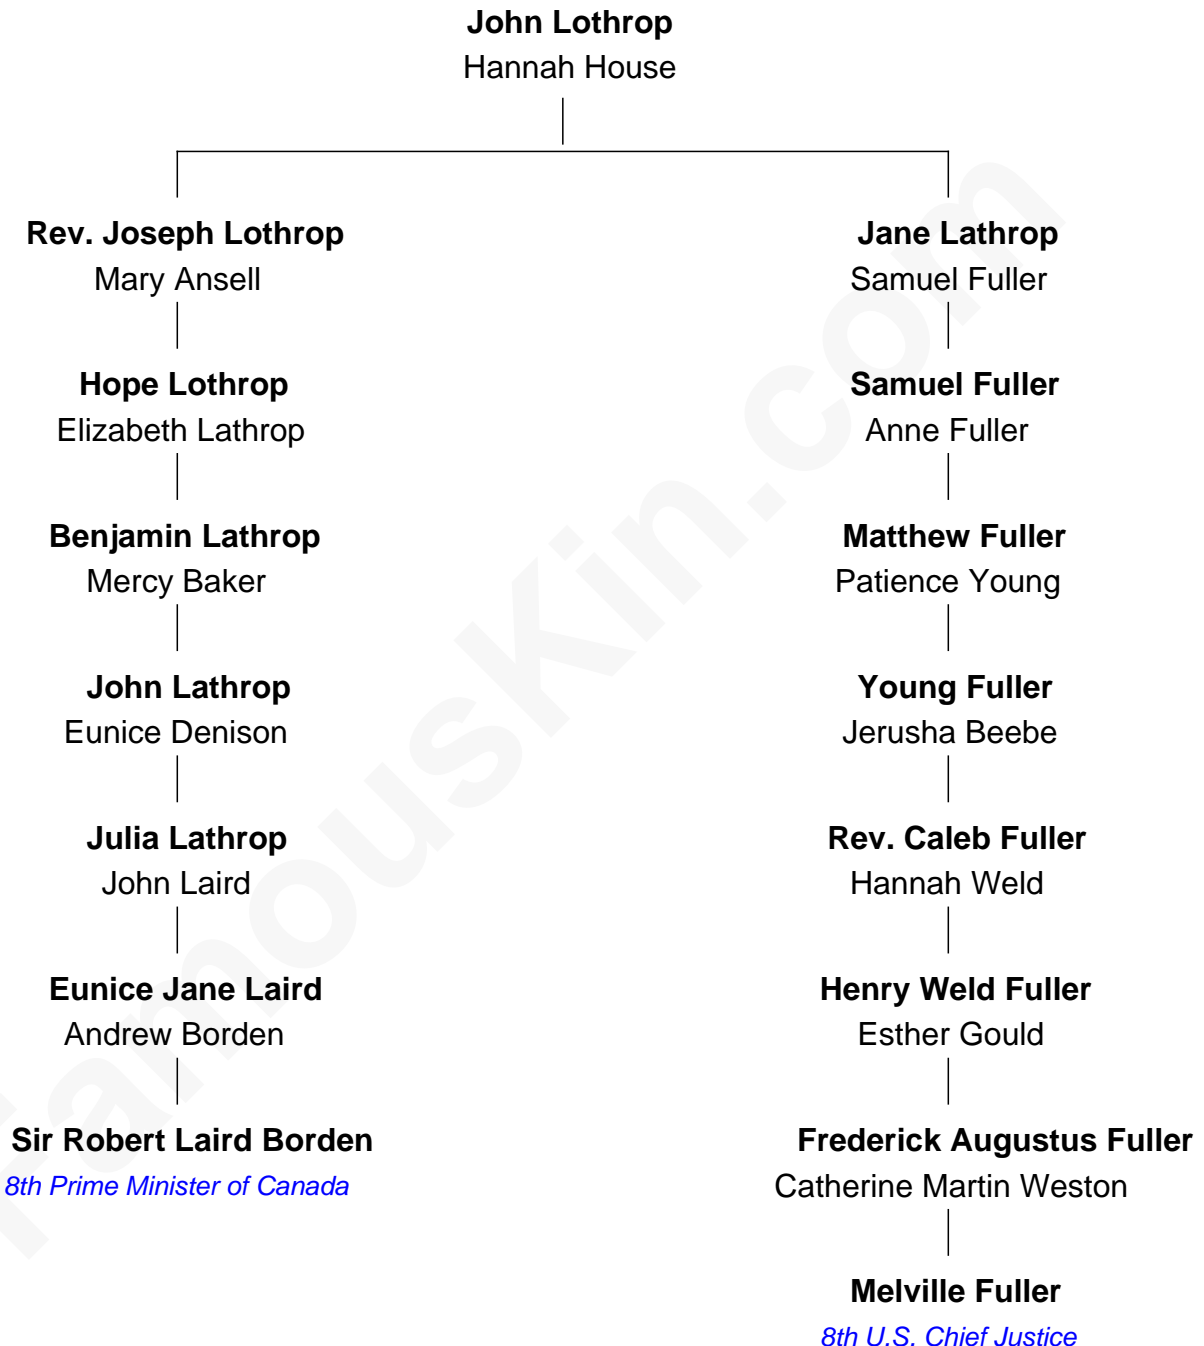 John Lothrop
Hannah House
Rev. Joseph Lothrop
Mary Ansell
Jane Lathrop
Samuel Fuller
Hope Lothrop
Elizabeth Lathrop
Samuel Fuller
Anne Fuller
Benjamin Lathrop
Mercy Baker
Matthew Fuller
Patience Young
John Lathrop
Eunice Denison
Young Fuller
Jerusha Beebe
Julia Lathrop
John Laird
Rev. Caleb Fuller
Hannah Weld
Eunice Jane Laird
Andrew Borden
Henry Weld Fuller
Esther Gould
Sir Robert Laird Borden
8th Prime Minister of Canada
Frederick Augustus Fuller
Catherine Martin Weston
Melville Fuller
8th U.S. Chief Justice
FamousKin.com